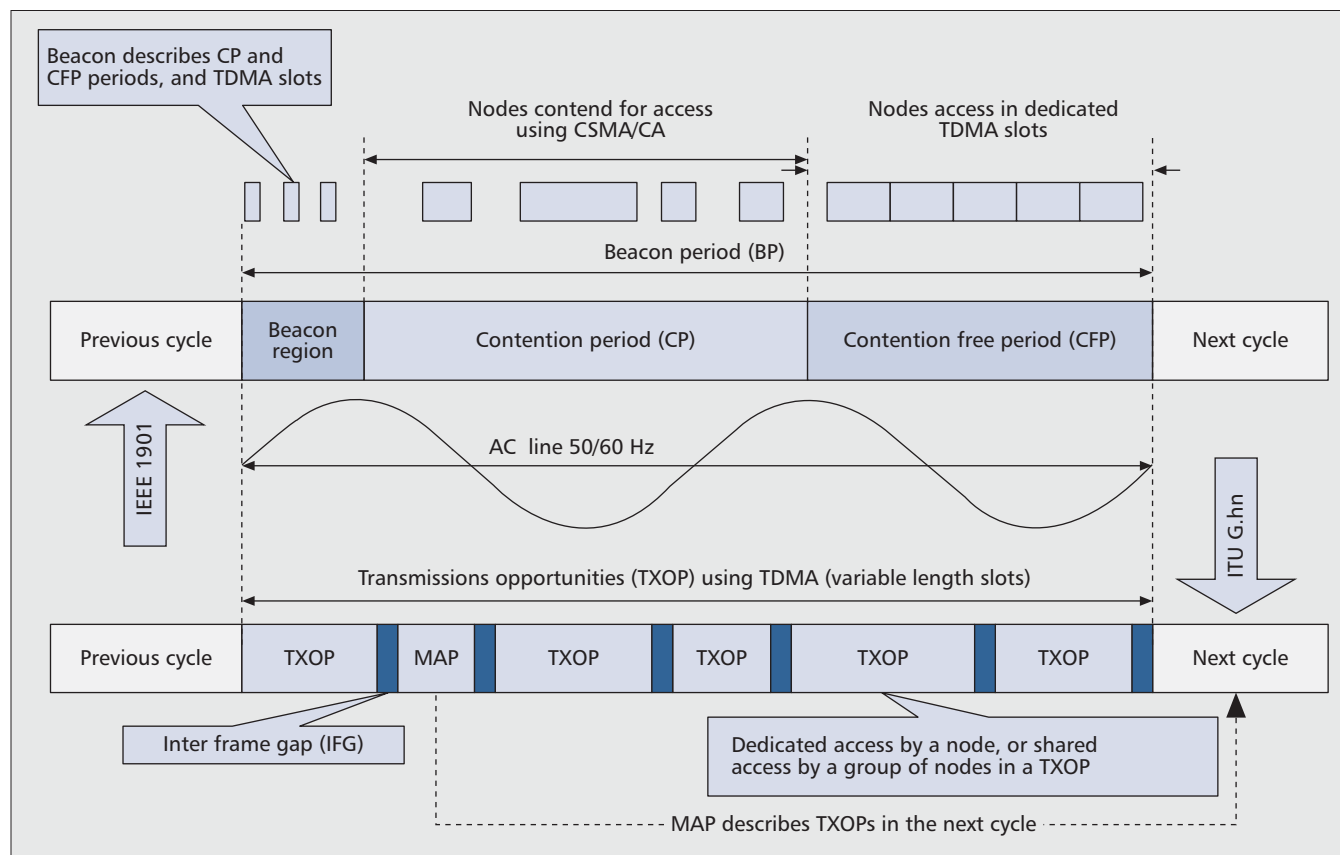 Beacon describes CP and
CFP periods, and TDMA slots
Nodes contend for access
using CSMA/CA
Nodes access in dedicated
TDMA slots
Beacon period (BP)
Previous cycle
Beacon
region
Contention period (CP)
Contention free period (CFP)
Next cycle
IEEE 1901
AC line 50/60 Hz
ITU G.hn
Transmissions opportunities (TXOP) using TDMA (variable length slots)
Previous cycle
TXOP
MAP
TXOP
TXOP
TXOP
TXOP
Next cycle
Inter frame gap (IFG)
Dedicated access by a node, or shared
access by a group of nodes in a TXOP
MAP describes TXOPs in the next cycle